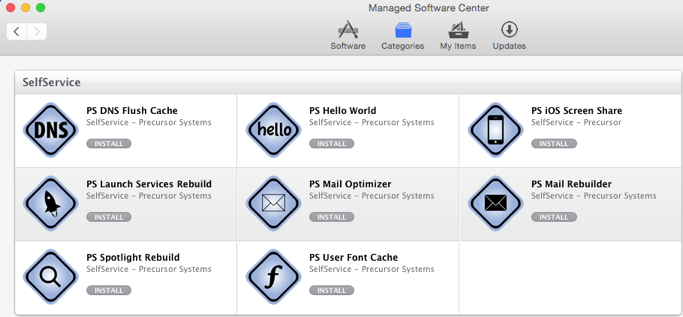 Managed Software Center
Software Categories My Items Updates
SelfService
DNS
PS DNS Flush Cache
SelfService - Precursor Systems
INSTALL
hello
PS Hello World
SelfService - Precursor Systems
INSTALL
PS iOS Screen Share
SelfService - Precursor
INSTALL
PS Launch Services Rebuild
SelfService - Precursor Systems
INSTALL
PS Mail Optimizer
SelfService - Precursor Systems
INSTALL
PS Mail Rebuilder
SelfService - Precursor Systems
INSTALL
PS Spotlight Rebuild
SelfService - Precursor Systems
INSTALL
f
PS User Font Cache
SelfService - Precursor Systems
INSTALL